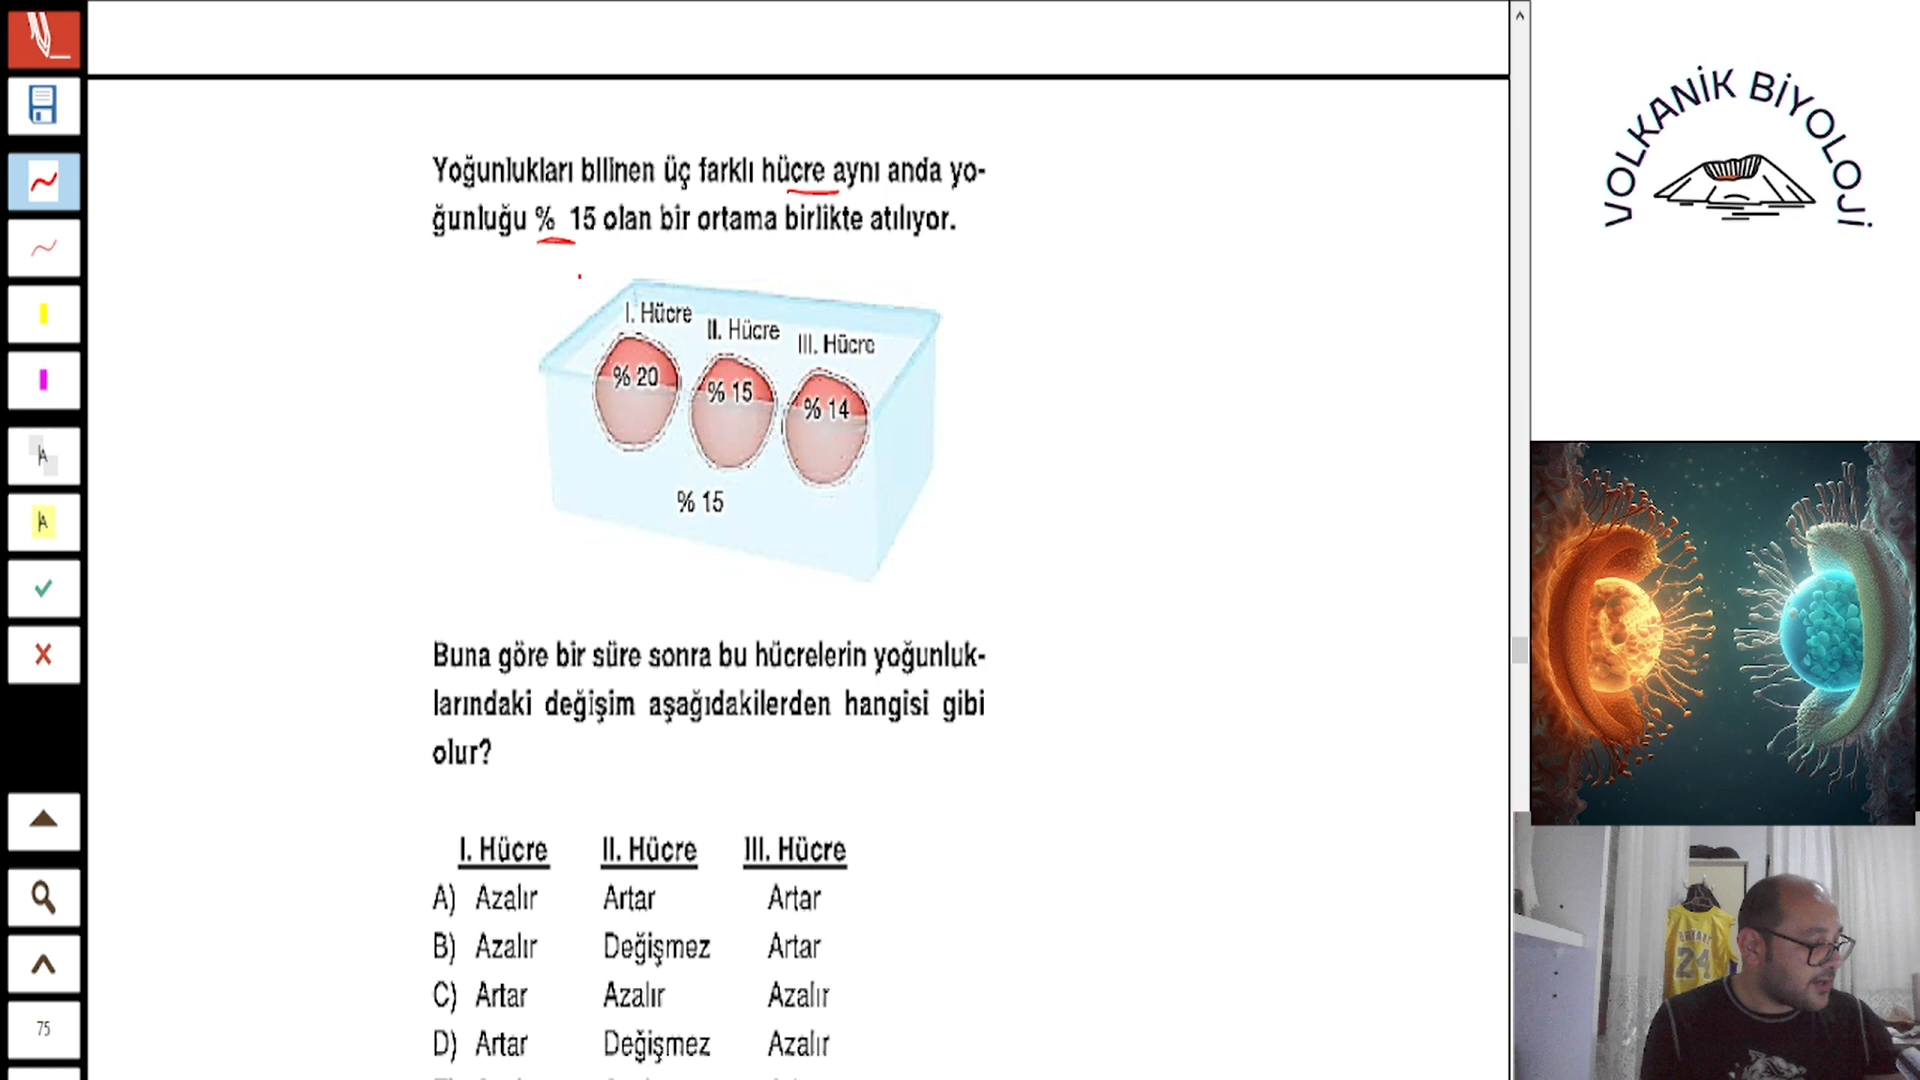 VOLKANİK BİYOLOJİ
Yoğunlukları bilinen üç farklı hücre aynı anda yo-
ğunluğu % 15 olan bir ortama birlikte atılıyor.
I. Hücre
II. Hücre
III. Hücre
% 20
% 15
% 14
% 15
Buna göre bir süre sonra bu hücrelerin yoğunluk-
larındaki değişim aşağıdakilerden hangisi gibi
olur?
I. Hücre II. Hücre III. Hücre
A) Azalır Artar Artar
B) Azalır Değişmez Artar
C) Artar Azalır Azalır
D) Artar Değişmez Azalır
A
A
75
BRYANT
24